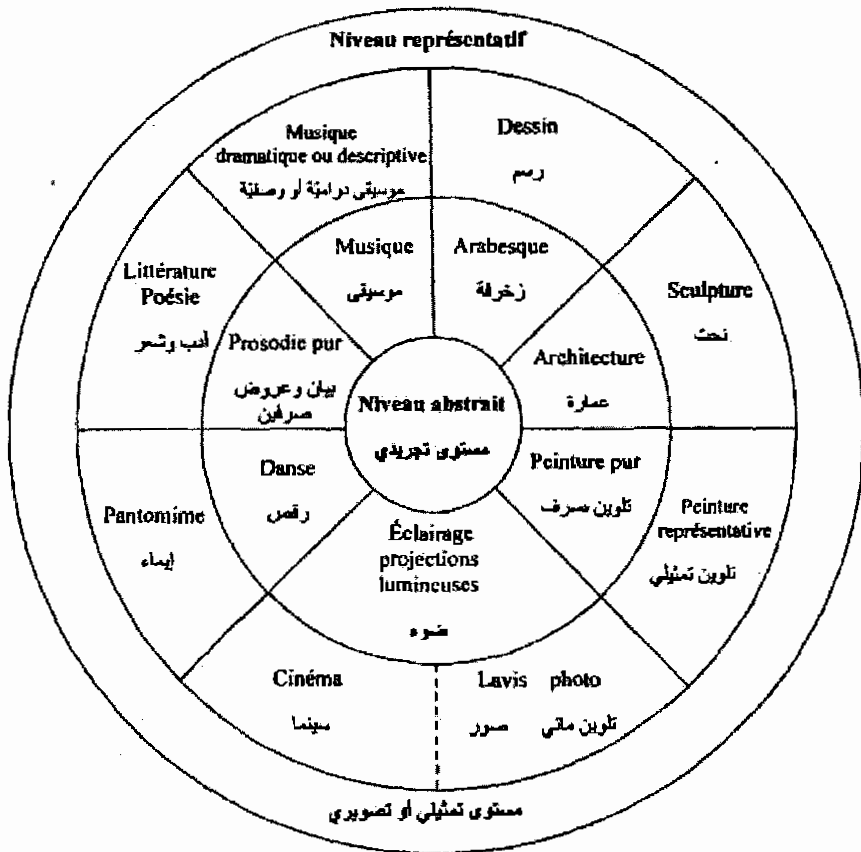 Niveau représentatif
Musique
dramatique ou descriptive
موسيقى دراميّة أو وصفيّة
Dessin
رسم
Littérature
Poésie
أدب وشعر
Musique
موسيقى
Arabesque
زخرفة
Sculpture
نحت
Prosodie pur
بيان وعروض
صرفين
Architecture
عمارة
Niveau abstrait
مستوى تجريدي
Danse
رقص
Peinture pur
تلوين صرف
Pantomime
إيماء
Éclairage
projections
lumineuses
ضوء
Peinture
représentative
تلوين تمثيلي
Cinéma
سينما
Lavis photo
تلوين مائي صور
مستوى تمثيلي أو تصويري